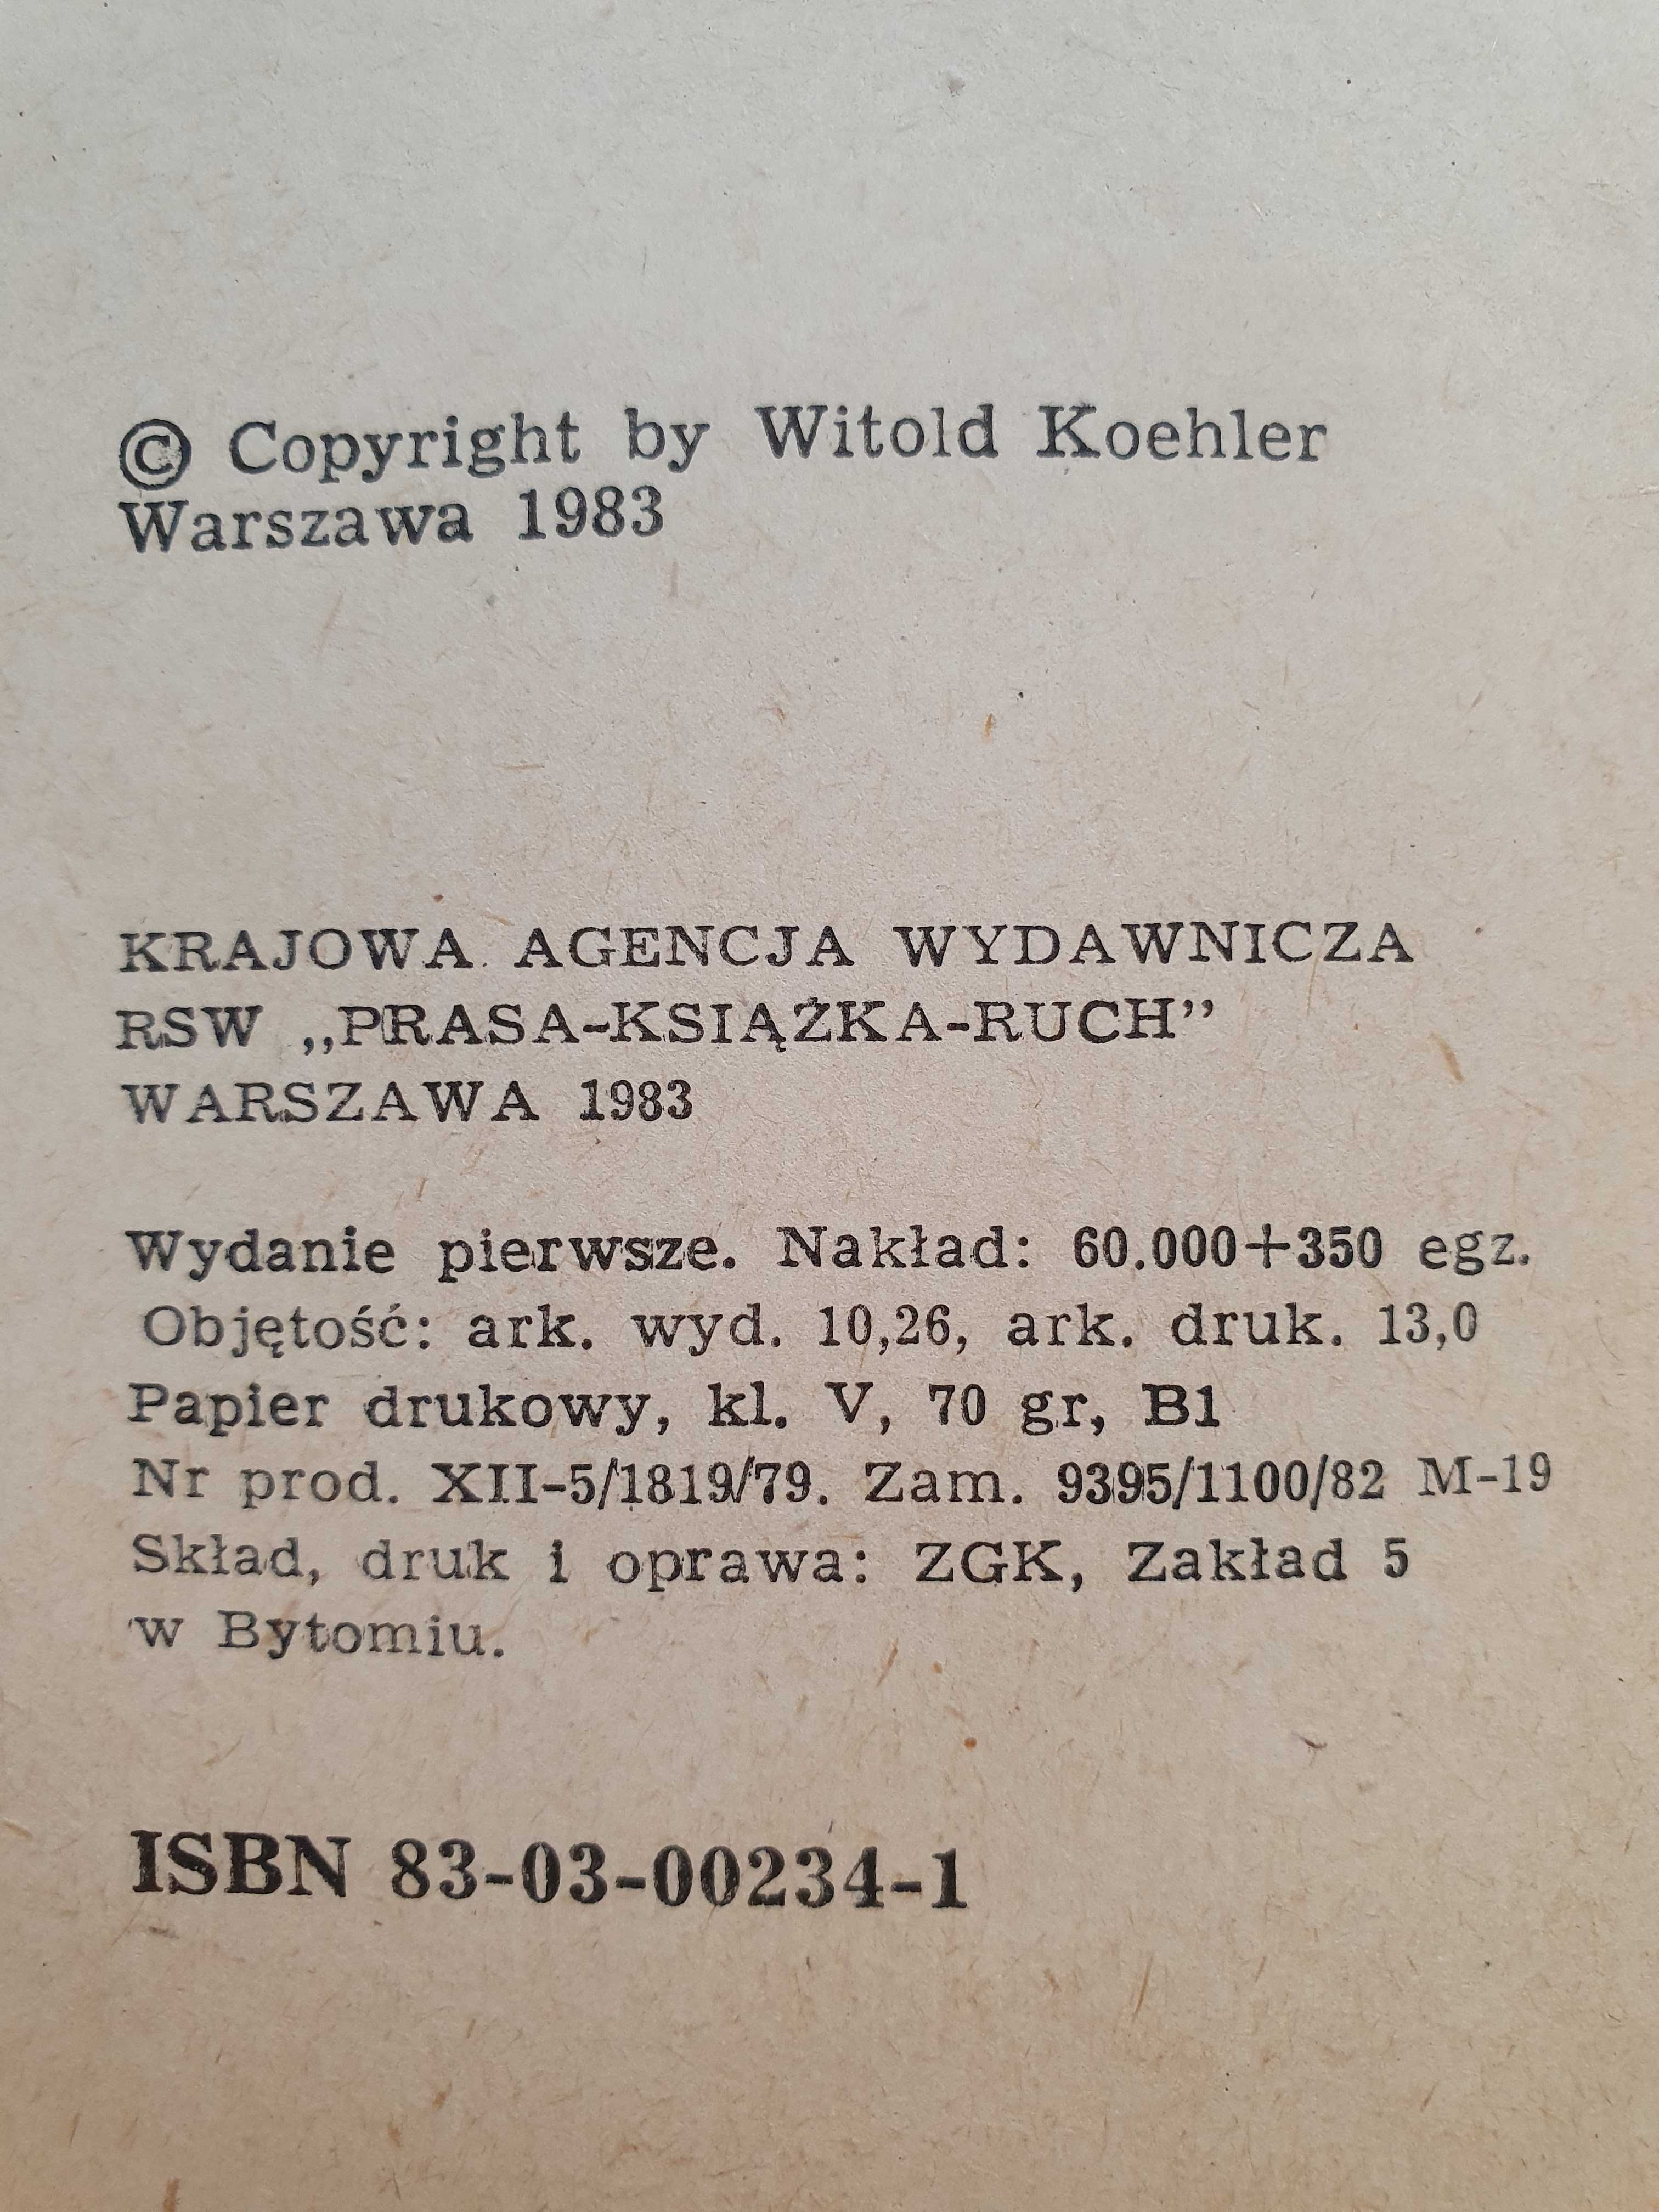 © Copyright by Witold Koehler
Warszawa 1983
KRAJOWA AGENCJA WYDAWNICZA
RSW „PRASA-KSIĄŻKA-RUCH”
WARSZAWA 1983
Wydanie pierwsze. Nakład: 60.000+350 egz.
Objętość: ark. wyd. 10,26, ark. druk. 13,0
Papier drukowy, kl. V, 70 gr, B1
Nr prod. XII-5/1819/79. Zam. 9395/1100/82 M-19
Skład, druk i oprawa: ZGK, Zakład 5
w Bytomiu.
ISBN 83-03-00234-1